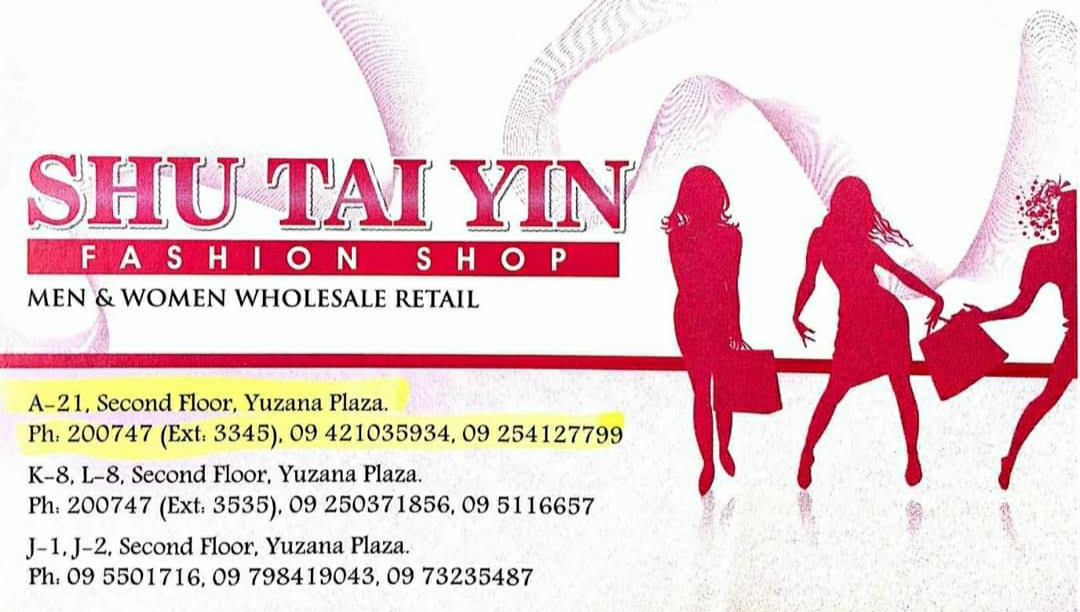 SHU TAI YIN
FASHION SHOP
MEN & WOMEN WHOLESALE RETAIL
A-21, Second Floor, Yuzana Plaza.
Ph: 200747 (Ext: 3345), 09 421035934, 09 254127799
K-8, L-8, Second Floor, Yuzana Plaza.
Ph: 200747 (Ext: 3535), 09 250371856, 09 5116657
J-1, J-2, Second Floor, Yuzana Plaza.
Ph: 09 5501716, 09 798419043, 09 73235487